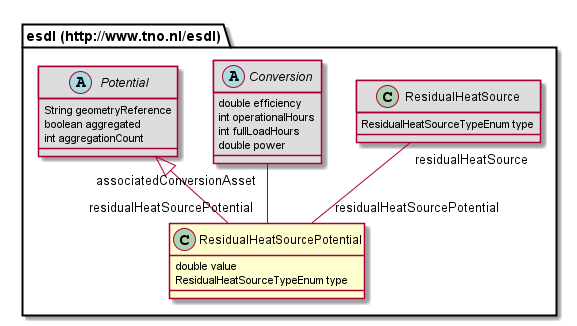 esdl (http://www.tno.nl/esdl)
A Potential
String geometryReference
boolean aggregated
int aggregationCount
A Conversion
double efficiency
int operationalHours
int fullLoadHours
double power
C ResidualHeatSource
ResidualHeatSourceTypeEnum type
residualHeatSource
associatedConversionAsset
residualHeatSourcePotential
residualHeatSourcePotential
C ResidualHeatSourcePotential
double value
ResidualHeatSourceTypeEnum type